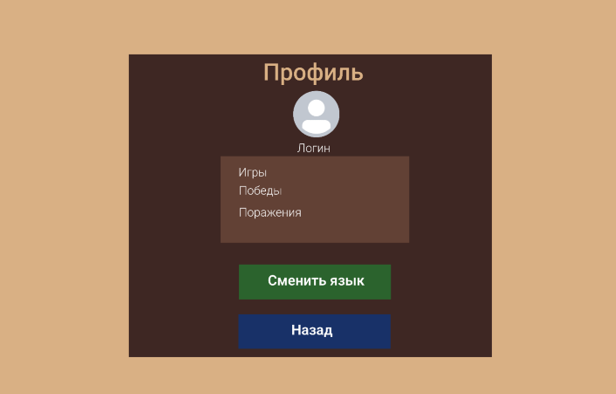 Профиль
Логин
Игры
Победы
Поражения
Сменить язык
Назад